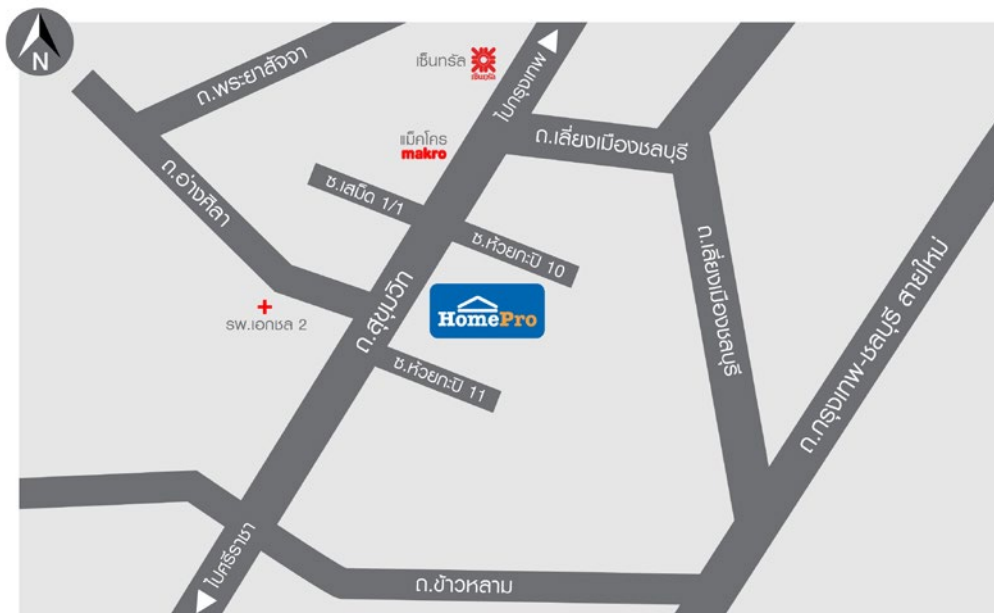 N
ถ.พระยาสัจจา
เซ็นทรัล
เซ็นทรัล
ไปกรุงเทพ
แม็คโคร
makro
ถ.เลี่ยงเมืองชลบุรี
ถ.อ่างศิลา
ซ.เสม็ด 1/1
ซ.ห้วยกะปิ 10
ถ.เลี่ยงเมืองชลบุรี
ถ.กรุงเทพ-ชลบุรี สายใหม่
รพ.เอกชล 2
ถ.สุขุมวิท
HomePro
ซ.ห้วยกะปิ 11
ไปศรีราชา
ถ.ข้าวหลาม